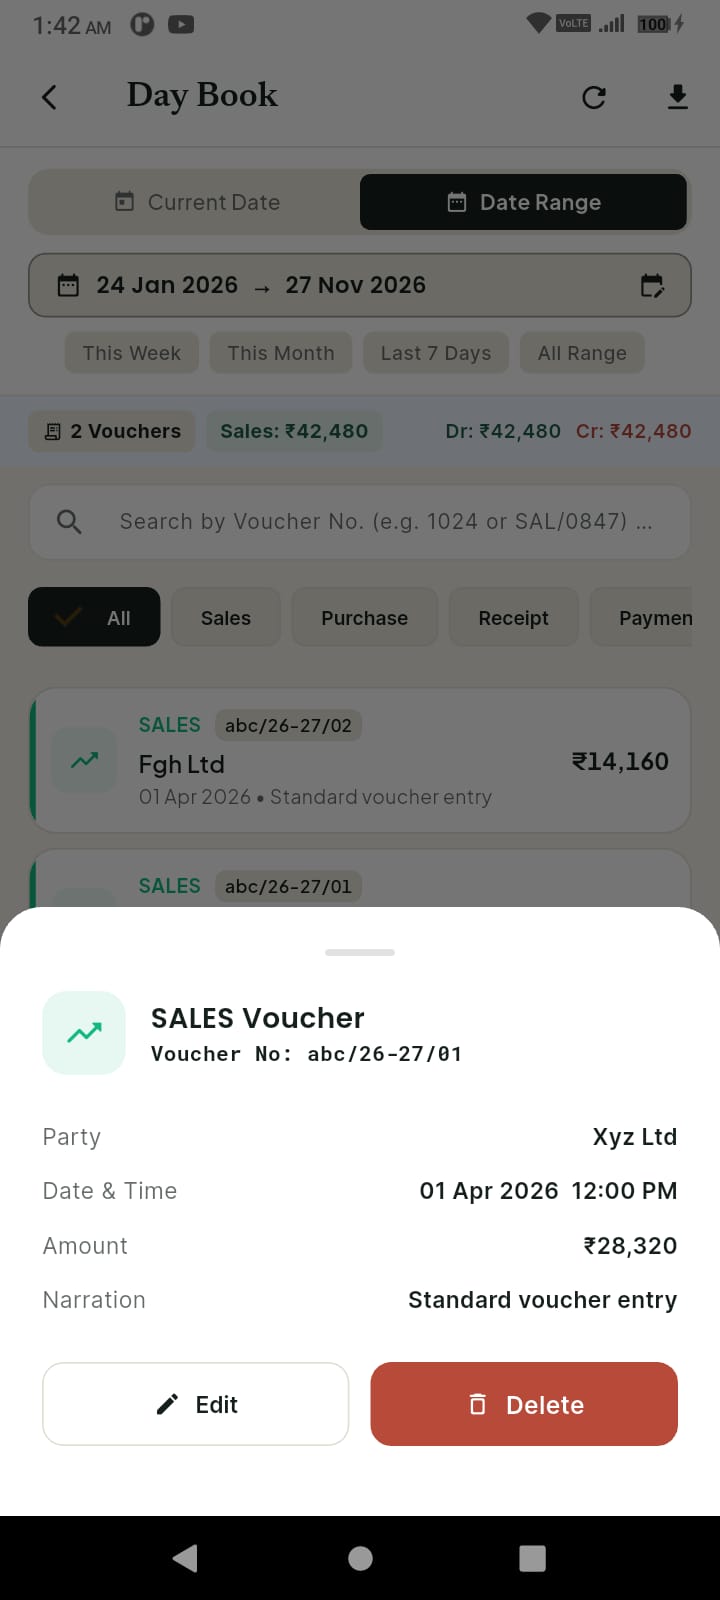 1:42 AM VoLTE 100
Day Book
Current Date Date Range
24 Jan 2026 → 27 Nov 2026
This Week This Month Last 7 Days All Range
2 Vouchers Sales: ₹42,480 Dr: ₹42,480 Cr: ₹42,480
Search by Voucher No. (e.g. 1024 or SAL/0847) ...
All Sales Purchase Receipt Paymen
SALES abc/26-27/02
Fgh Ltd ₹14,160
01 Apr 2026 • Standard voucher entry
SALES abc/26-27/01
SALES Voucher
Voucher No: abc/26-27/01
Party Xyz Ltd
Date & Time 01 Apr 2026 12:00 PM
Amount ₹28,320
Narration Standard voucher entry
Edit Delete